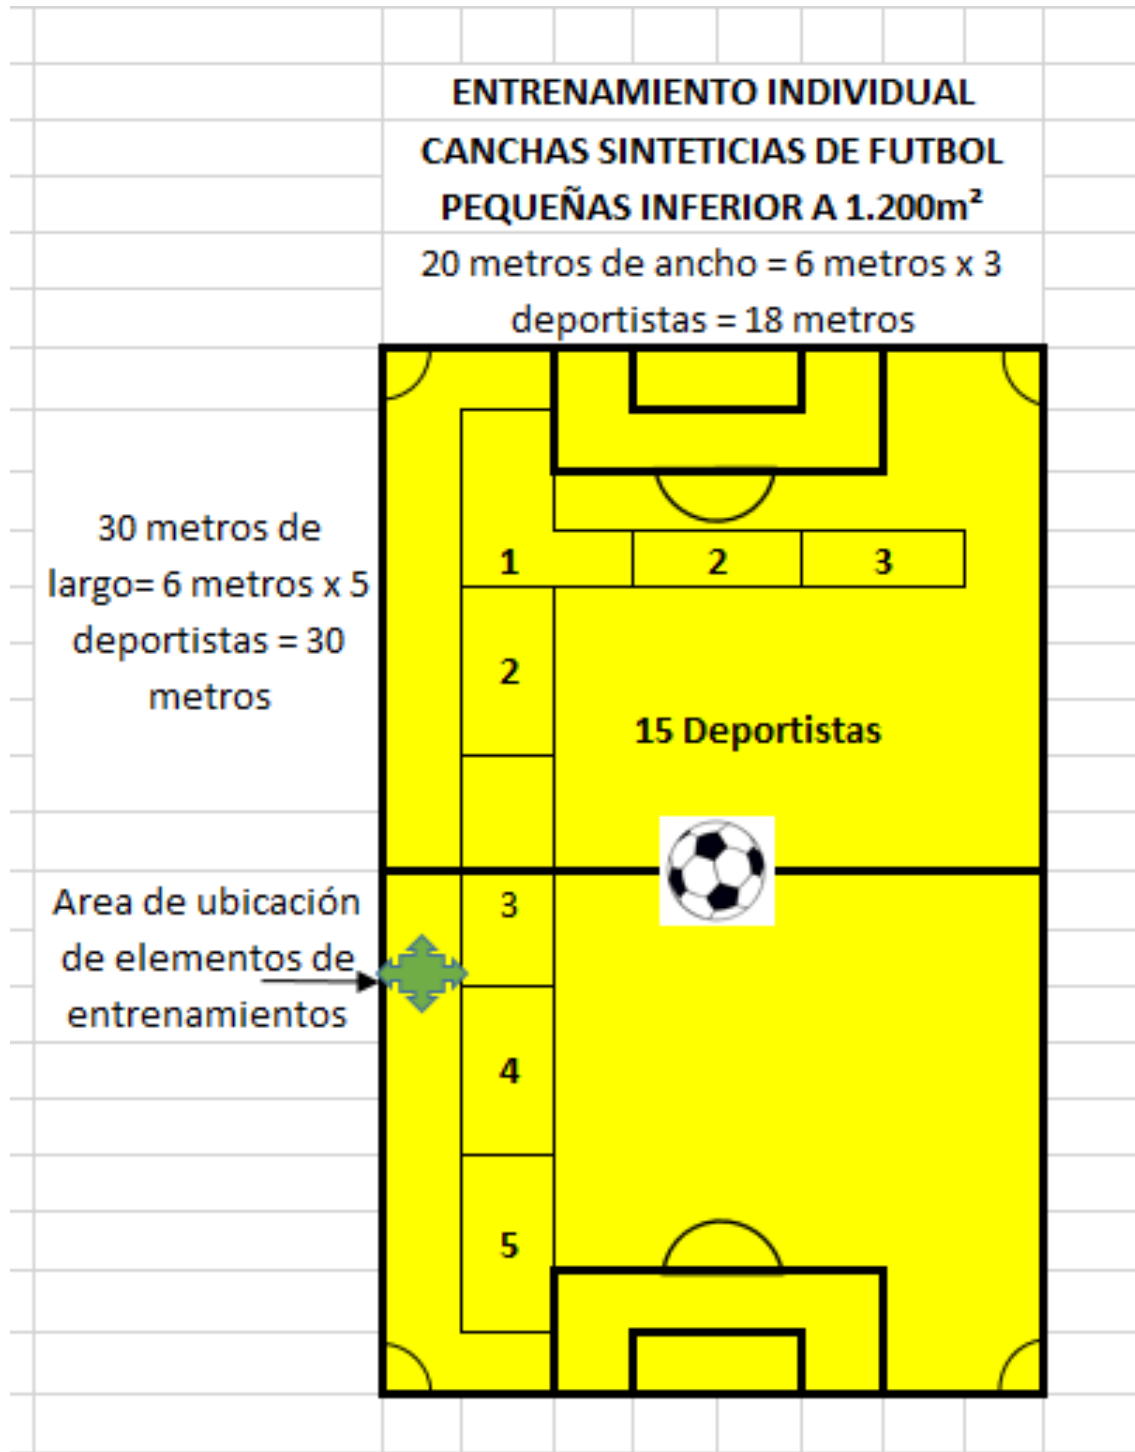 ENTRENAMIENTO INDIVIDUAL
CANCHAS SINTETICIAS DE FUTBOL
PEQUEÑAS INFERIOR A 1.200m²
20 metros de ancho = 6 metros x 3
deportistas = 18 metros
30 metros de
largo= 6 metros x 5
deportistas = 30
metros
1
2
3
2
15 Deportistas
Area de ubicación
de elementos de
entrenamientos
3
4
5